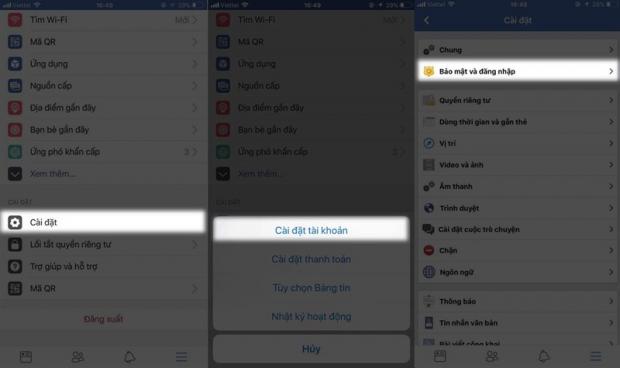 Viettel 16:49 29%
Tìm Wi-Fi Mới
Mã QR
Ứng dụng
Nguồn cấp
Địa điểm gần đây
Bạn bè gần đây
Ứng phó khẩn cấp 3
Xem thêm...
CÀI ĐẶT
Cài đặt
Lối tắt quyền riêng tư
Trợ giúp và hỗ trợ
Mã QR
Đăng xuất
Viettel 16:49 29%
Tìm Wi-Fi Mới
Mã QR
Ứng dụng
Nguồn cấp
Địa điểm gần đây
Bạn bè gần đây
Ứng phó khẩn cấp 3
Xem thêm...
CÀI ĐẶT
Cài đặt tài khoản
Cài đặt thanh toán
Tùy chọn Bảng tin
Nhật ký hoạt động
Hủy
Viettel 16:49
Cài đặt
Chung
Bảo mật và đăng nhập
Quyền riêng tư
Dòng thời gian và gắn thẻ
Vị trí
Video và ảnh
Âm thanh
Trình duyệt
Cài đặt cuộc trò chuyện
Chặn
Ngôn ngữ
Thông báo
Tin nhắn văn bản
Bài viết công khai